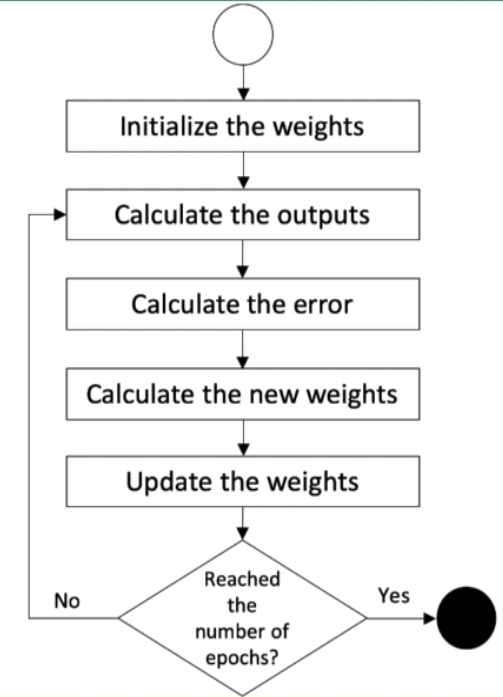 Initialize the weights
Calculate the outputs
Calculate the error
Calculate the new weights
Update the weights
Reached
the
number of
epochs?
No
Yes